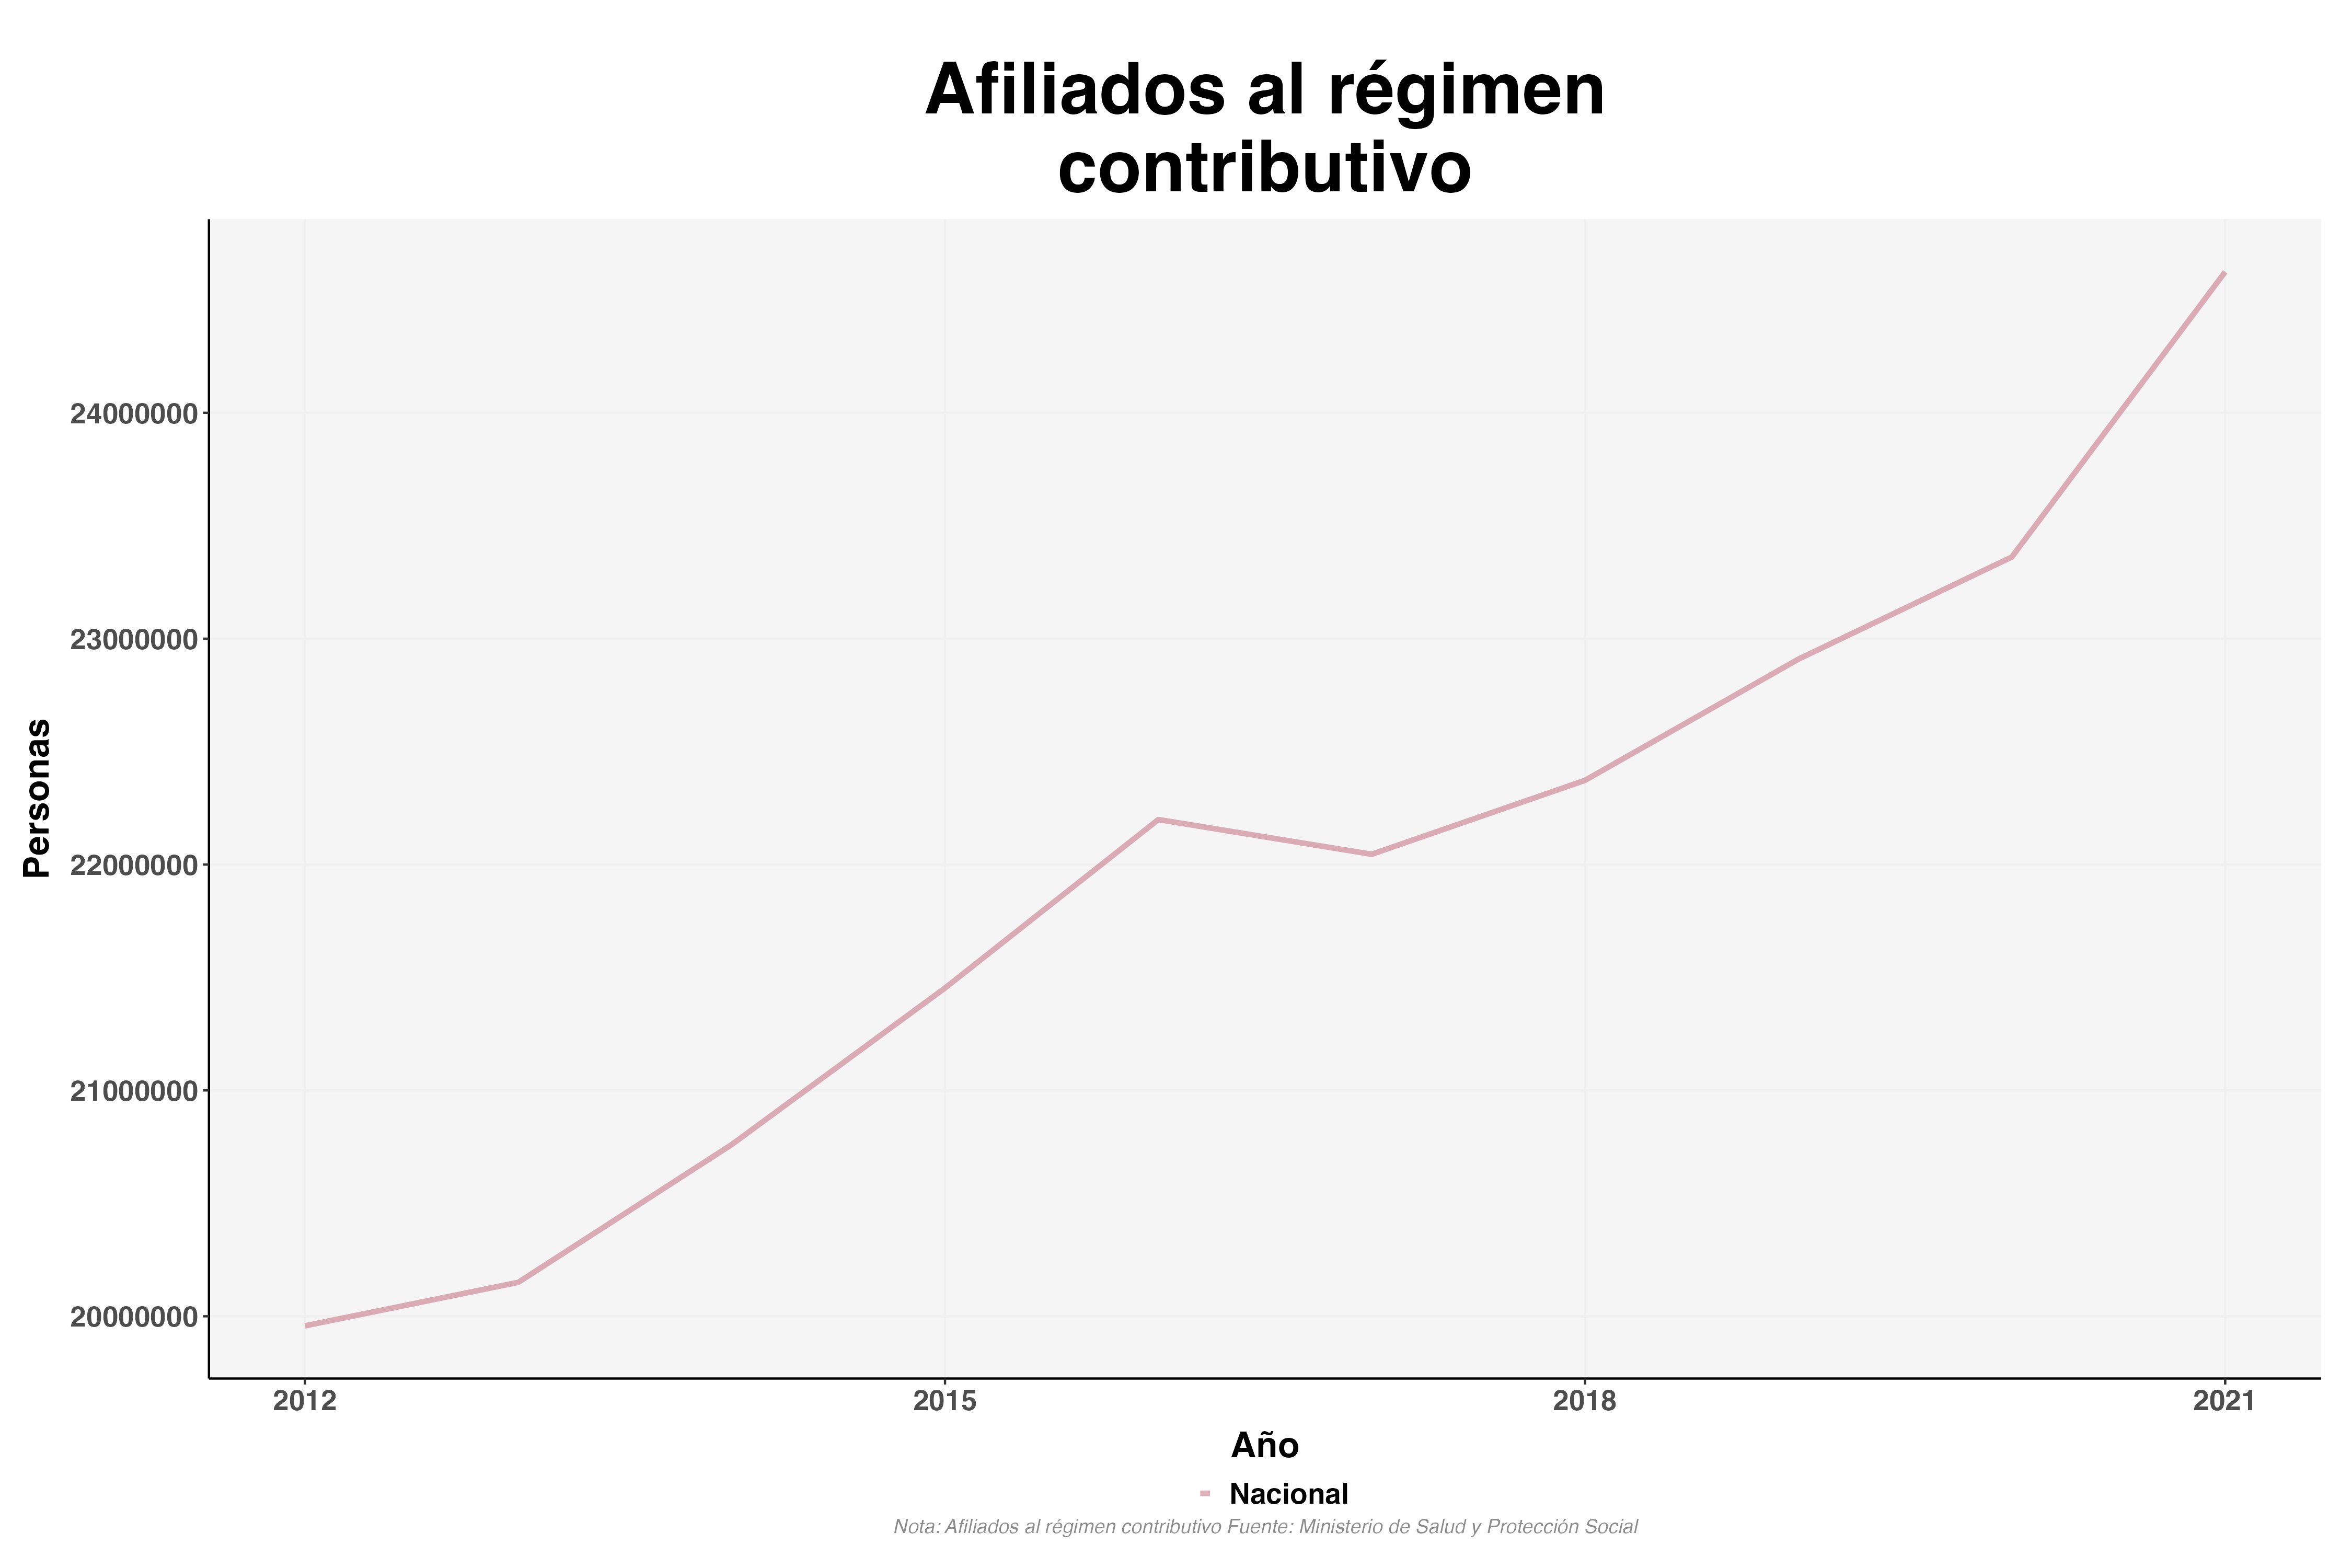 Afiliados al régimen
contributivo
Personas
24000000
23000000
22000000
21000000
20000000
2012 2015 2018 2021
Año
Nacional
Nota: Afiliados al régimen contributivo Fuente: Ministerio de Salud y Protección Social